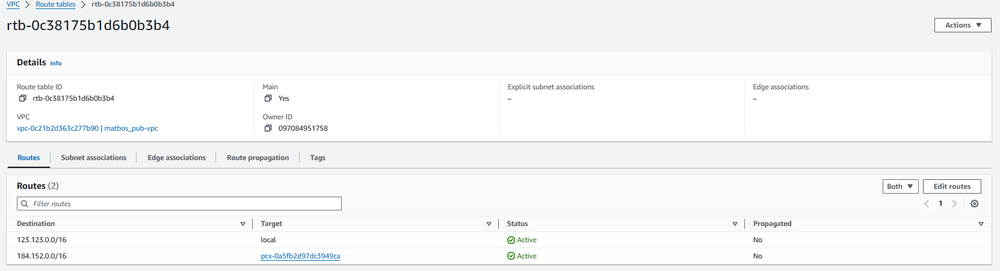 VPC > Route tables > rtb-0c38175b1d6b0b3b4
rtb-0c38175b1d6b0b3b4
Actions
Details Info
Route table ID
rtb-0c38175b1d6b0b3b4
Main
Yes
Explicit subnet associations
–
Edge associations
–
VPC
vpc-0c21b2d363c277b90 | matbos_pub-vpc
Owner ID
097084951758
Routes Subnet associations Edge associations Route propagation Tags
Routes (2)
Both Edit routes
Filter routes
1
Destination Target Status Propagated
123.123.0.0/16 local Active No
184.152.0.0/16 pcx-0a5fb2d97dc3949ca Active No